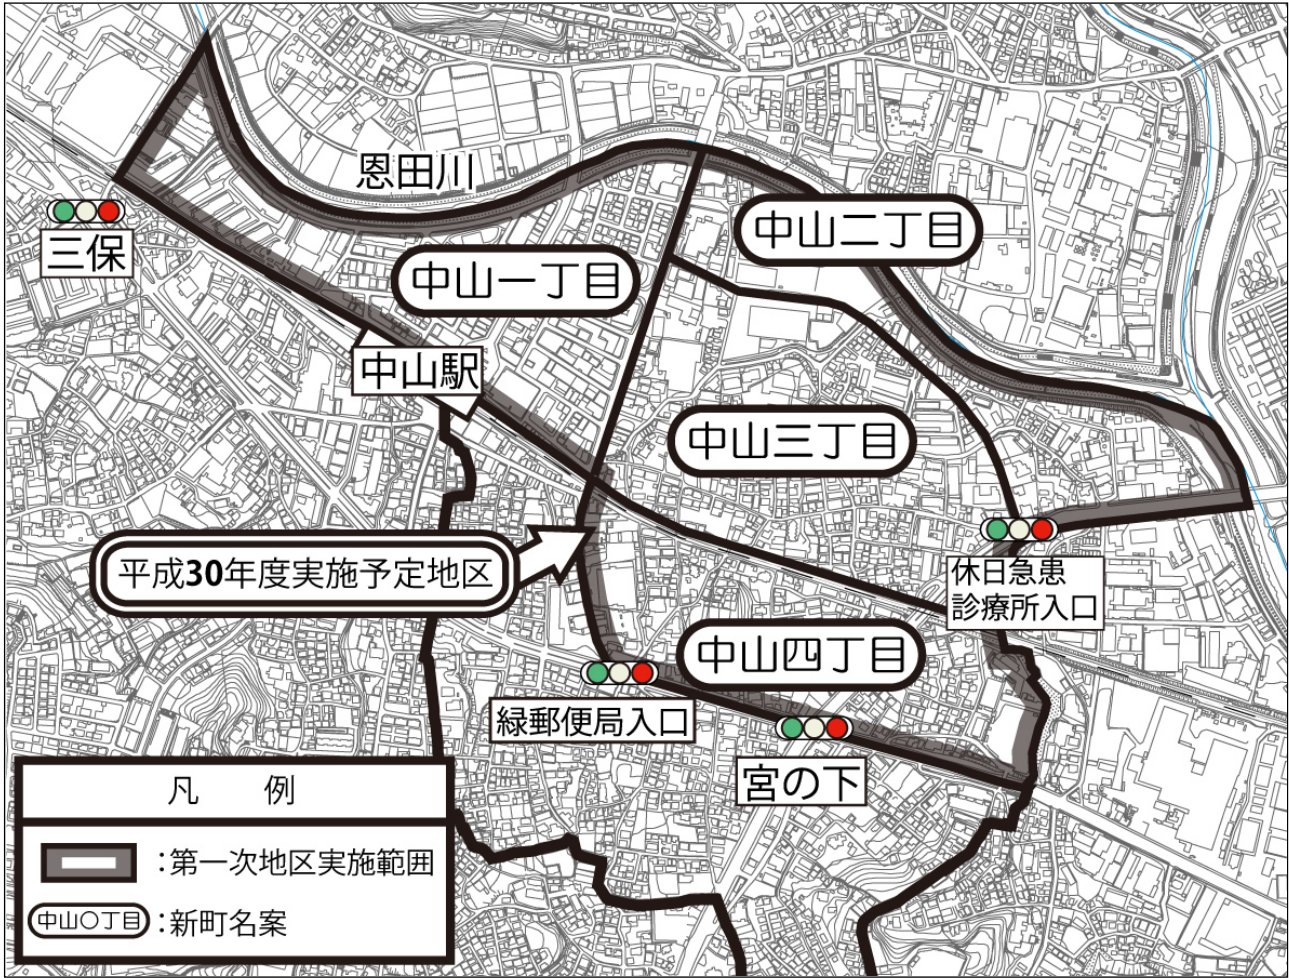 恩田川
中山二丁目
三保
中山一丁目
中山駅
中山三丁目
平成30年度実施予定地区
休日急患
診療所入口
中山四丁目
緑郵便局入口
宮の下
凡 例
:第一次地区実施範囲
中山○丁目:新町名案